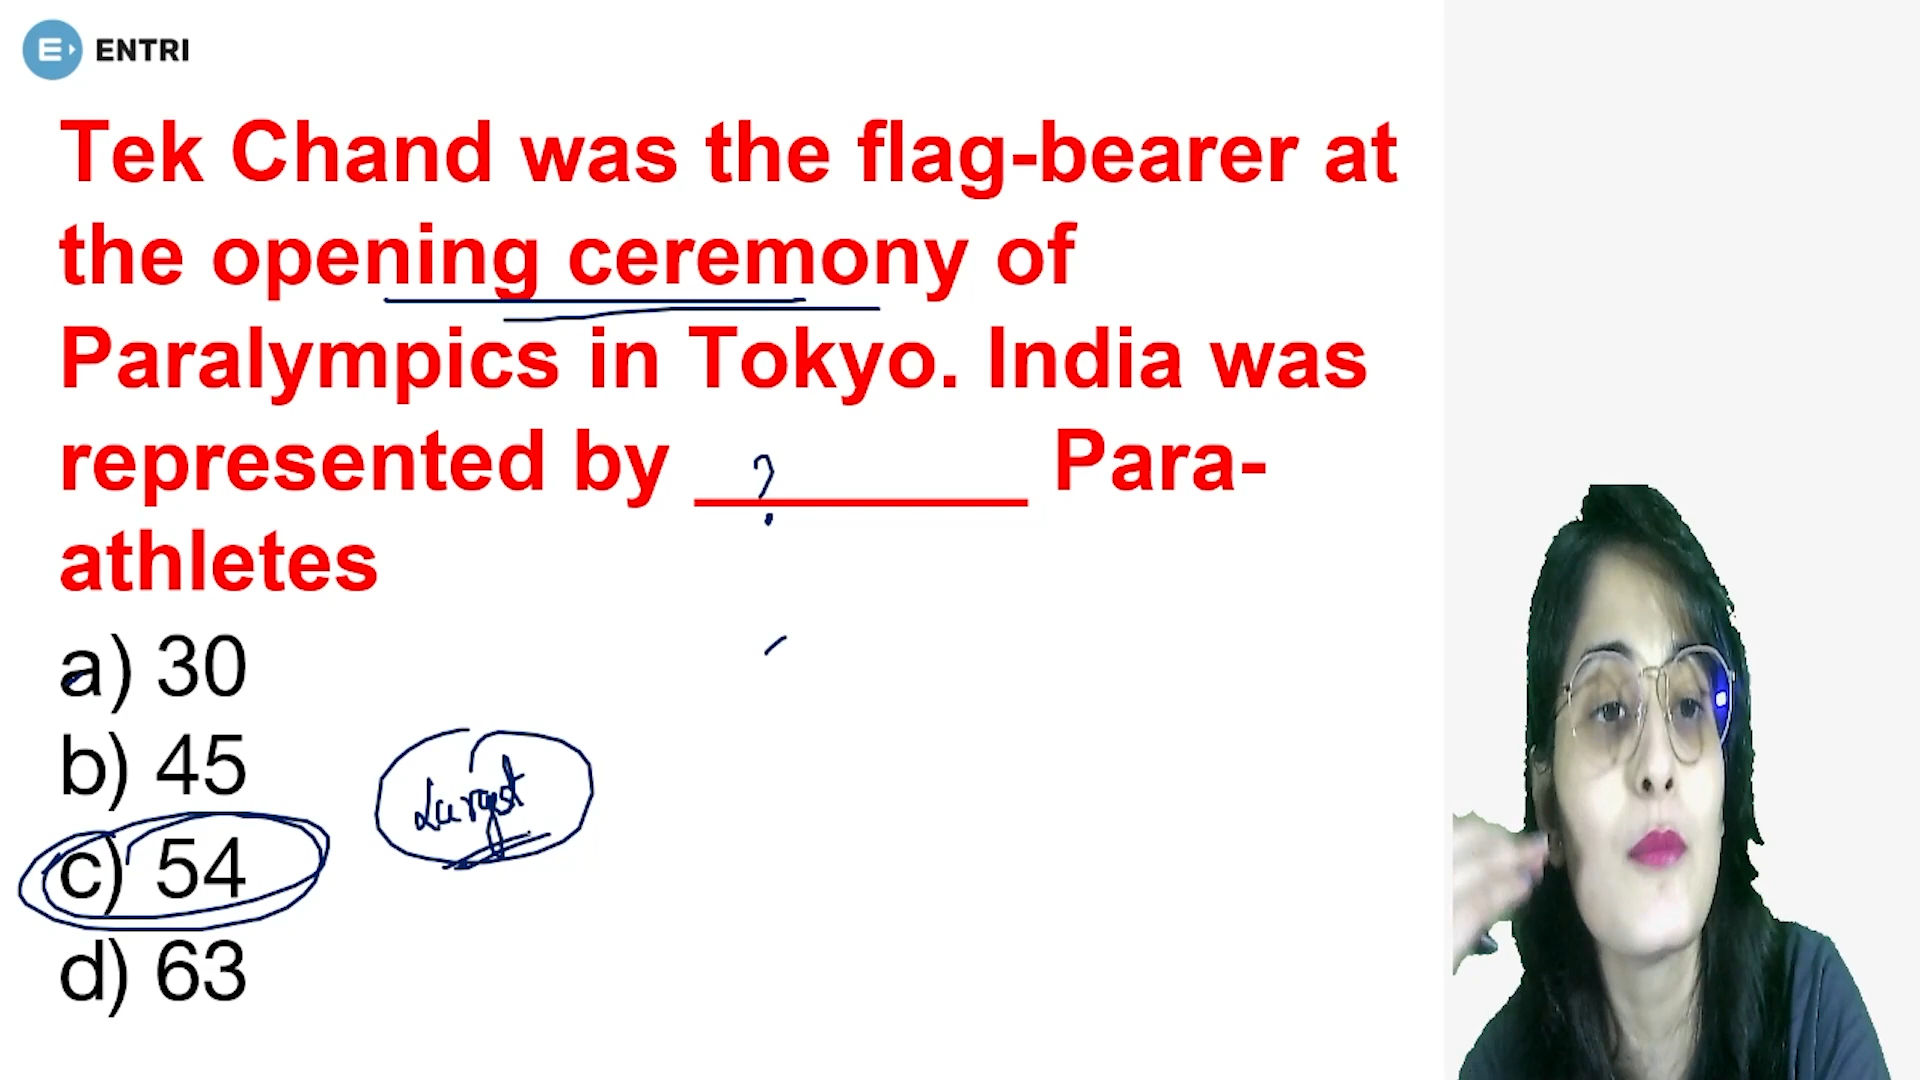 ENTRI
Tek Chand was the flag-bearer at
the opening ceremony of
Paralympics in Tokyo. India was
represented by __________ Para-
?
athletes
a) 30
b) 45
Largest
c) 54
d) 63